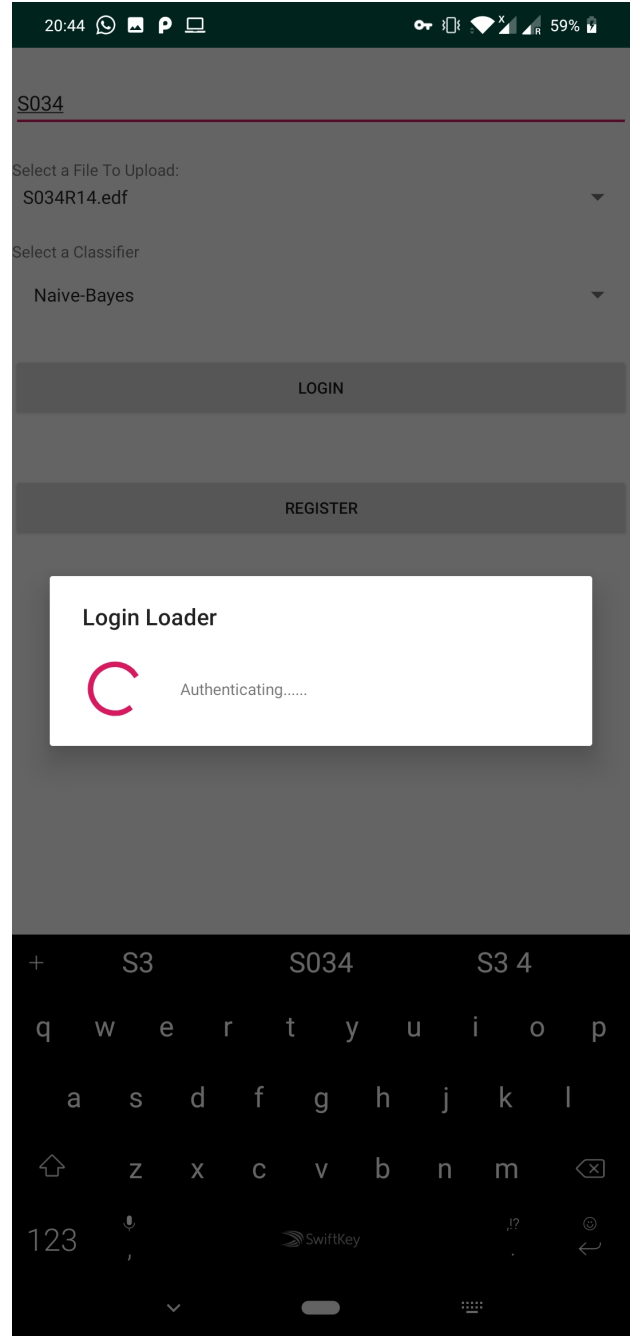 20:44 59%
S034
Select a File To Upload:
S034R14.edf
Select a Classifier
Naive-Bayes
LOGIN
REGISTER
Login Loader
Authenticating......
+ S3 S034 S3 4
q w e r t y u i o p
a s d f g h j k l
z x c v b n m
123 , SwiftKey ,!? .